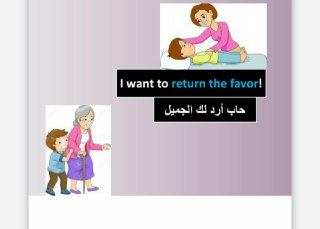 I want to return the favor!
حاب أرد لك الجميل